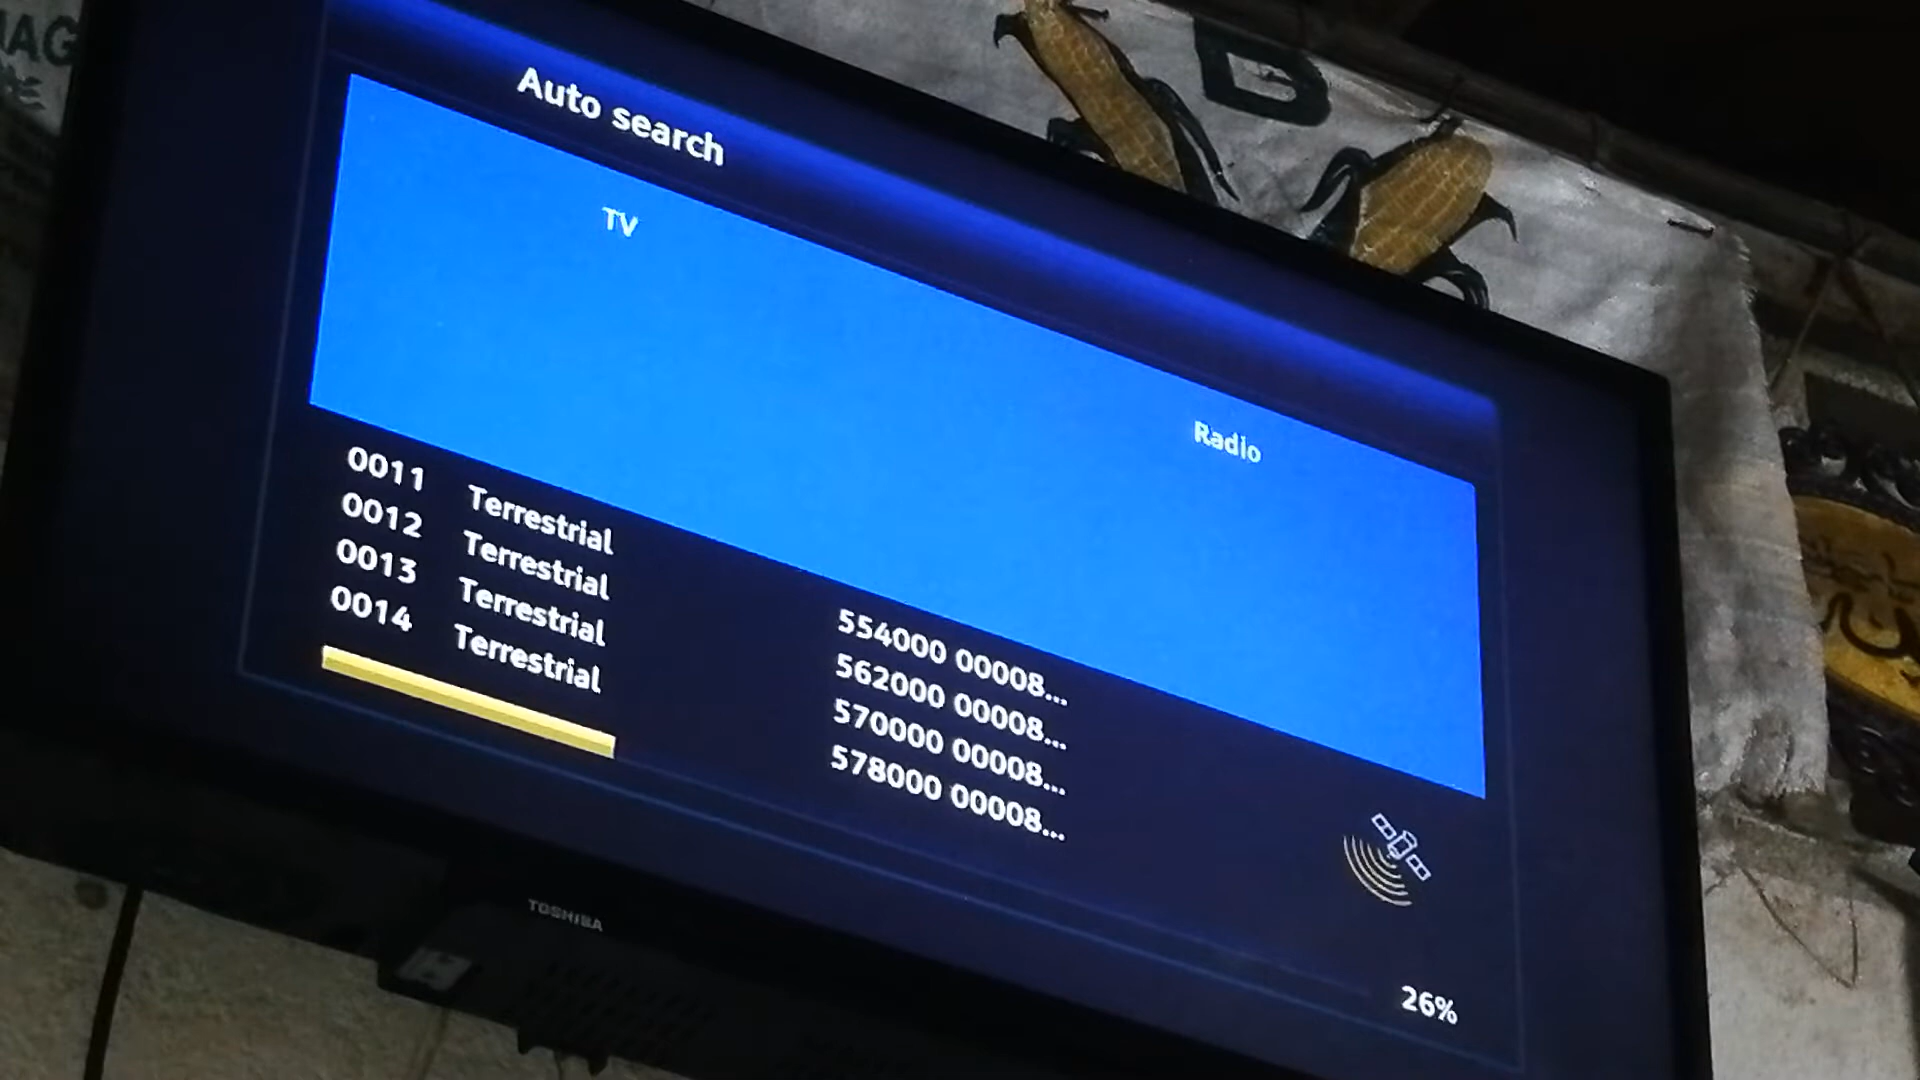 Auto search
TV
Radio
0011 Terrestrial 554000 00008...
0012 Terrestrial 562000 00008...
0013 Terrestrial 570000 00008...
0014 Terrestrial 578000 00008...
26%
TOSHIBA